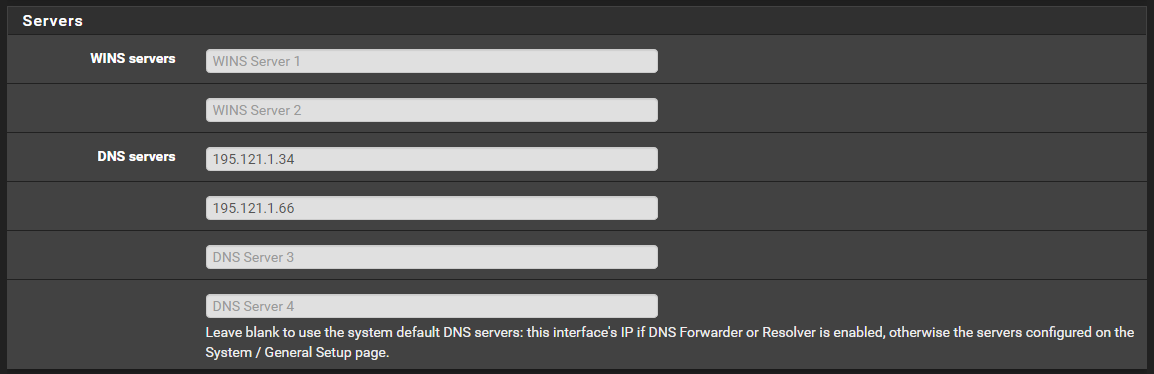 Servers
WINS servers
WINS Server 1
WINS Server 2
DNS servers
195.121.1.34
195.121.1.66
DNS Server 3
DNS Server 4
Leave blank to use the system default DNS servers: this interface's IP if DNS Forwarder or Resolver is enabled, otherwise the servers configured on the
System / General Setup page.